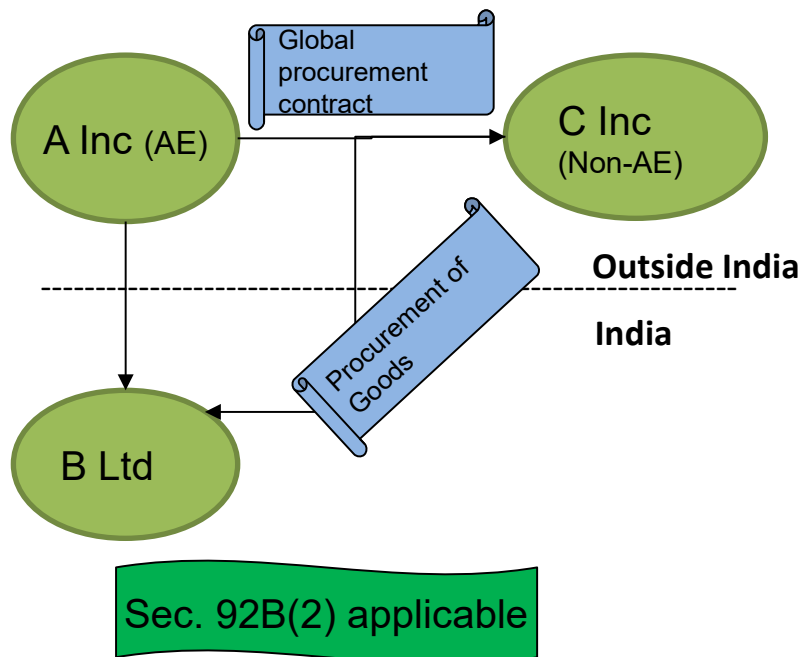 Global
procurement
contract
A Inc (AE)
C Inc
(Non-AE)
Outside India
India
Procurement of
Goods
B Ltd
Sec. 92B(2) applicable